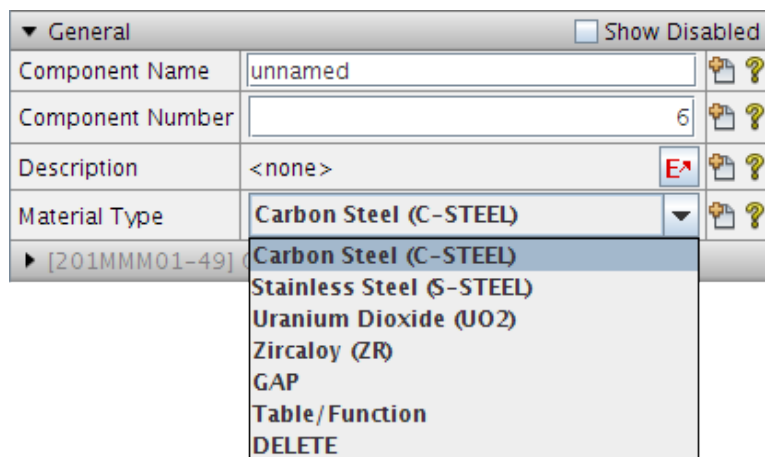 ▼ General Show Disabled
Component Name unnamed
Component Number 6
Description <none> E
Material Type Carbon Steel (C-STEEL)
[201MMM01-49]
Carbon Steel (C-STEEL)
Stainless Steel (S-STEEL)
Uranium Dioxide (UO2)
Zircaloy (ZR)
GAP
Table/Function
DELETE